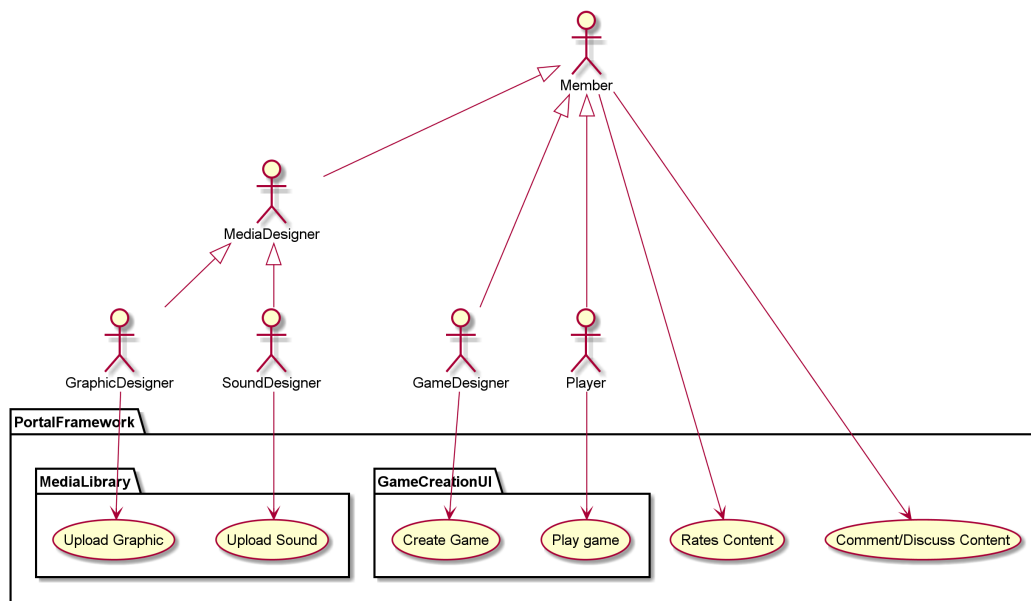 Member
MediaDesigner
GraphicDesigner
SoundDesigner
GameDesigner
Player
PortalFramework
MediaLibrary
GameCreationUI
Upload Graphic
Upload Sound
Create Game
Play game
Rates Content
Comment/Discuss Content